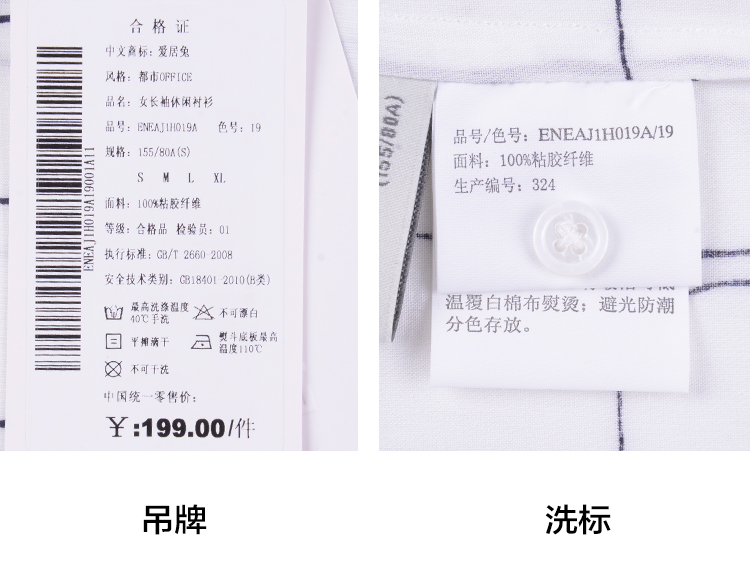 合格证
中文商标：爱居兔
风格：都市OFFICE
品名：女长袖休闲衬衫
品号：ENEAJ1H019A 色号：19
规格：155/80A(S)
S M L XL
面料：100%粘胶纤维
等级：合格品 检验员：01
执行标准：GB/T 2660-2008
安全技术类别：GB18401-2010(B类)
最高洗涤温度
40℃手洗
不可漂白
平摊滴干
熨斗底板最高
温度110℃
不可干洗
中国统一零售价：
￥:199.00/件
ENEAJ1H019A19001A11
(155/80A)
品号/色号：ENEAJ1H019A/19
面料：100%粘胶纤维
生产编号：324
温覆白棉布熨烫；避光防潮
分色存放。
吊牌
洗标